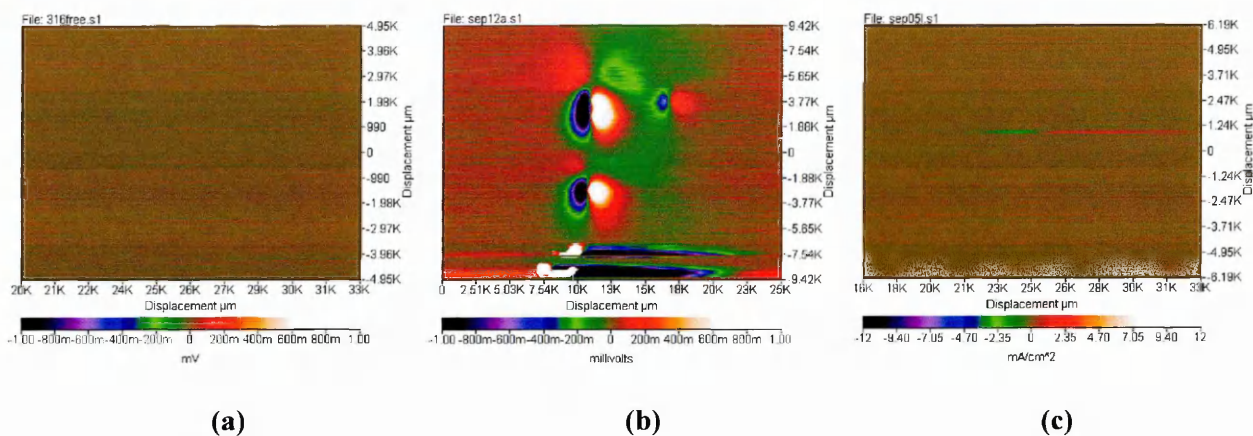 File: 316free.s1
4.95K
3.96K
2.97K
1.98K
990
0
-990
-1.98K
-2.97K
-3.96K
-4.95K
Displacement µm
20K 21K 23K 24K 25K 27K 28K 29K 30K 31K 33K
Displacement µm
-1.00 -800m -600m -400m -200m 0 200m 400m 600m 800m 1.00
mV
(a)
File: sep12a.s1
9.42K
7.54K
5.65K
3.77K
1.88K
0
-1.88K
-3.77K
-5.65K
-7.54K
-9.42K
Displacement µm
0 2.51K 5.03K 7.54K 10K 13K 15K 18K 20K 23K 25K
Displacement µm
-1.00 -800m -600m -400m -200m 0 200m 400m 600m 800m 1.00
millivolts
(b)
File: sep05l.s1
6.19K
4.95K
3.71K
2.47K
1.24K
0
-1.24K
-2.47K
-3.71K
-4.95K
-6.19K
Displacement µm
18K 20K 21K 23K 25K 26K 28K 30K 31K 33K
Displacement µm
-12 -9.40 -7.05 -4.70 -2.35 0 2.35 4.70 7.05 9.40 12
mA/cm^2
(c)